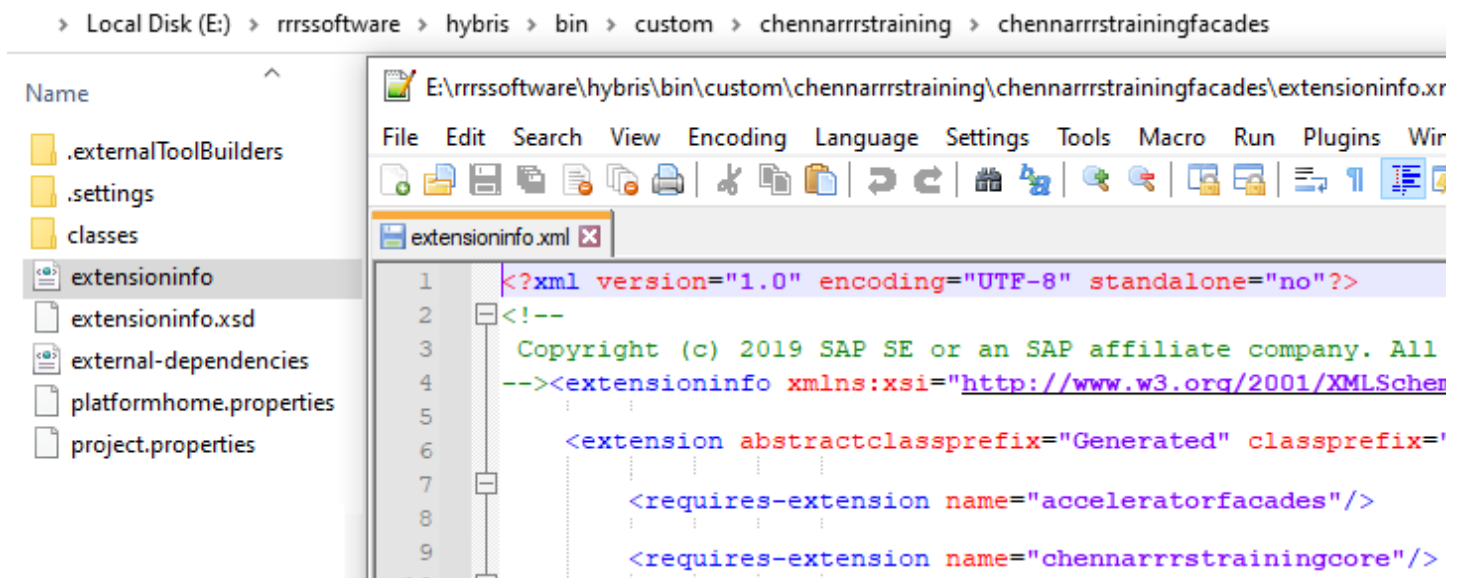 > Local Disk (E:) > rrrssoftware > hybris > bin > custom > chennarrrstraining > chennarrrstrainingfacades
Name
.externalToolBuilders
.settings
classes
extensioninfo
extensioninfo.xsd
external-dependencies
platformhome.properties
project.properties
E:\rrrssoftware\hybris\bin\custom\chennarrrstraining\chennarrrstrainingfacades\extensioninfo.xr
File Edit Search View Encoding Language Settings Tools Macro Run Plugins Wir
extensioninfo.xml
1 <?xml version="1.0" encoding="UTF-8" standalone="no"?>
2 <!--
3 Copyright (c) 2019 SAP SE or an SAP affiliate company. All
4 --><extensioninfo xmlns:xsi="http://www.w3.org/2001/XMLSchem
5
6 <extension abstractclassprefix="Generated" classprefix="
7 <requires-extension name="acceleratorfacades"/>
8
9 <requires-extension name="chennarrrstrainingcore"/>